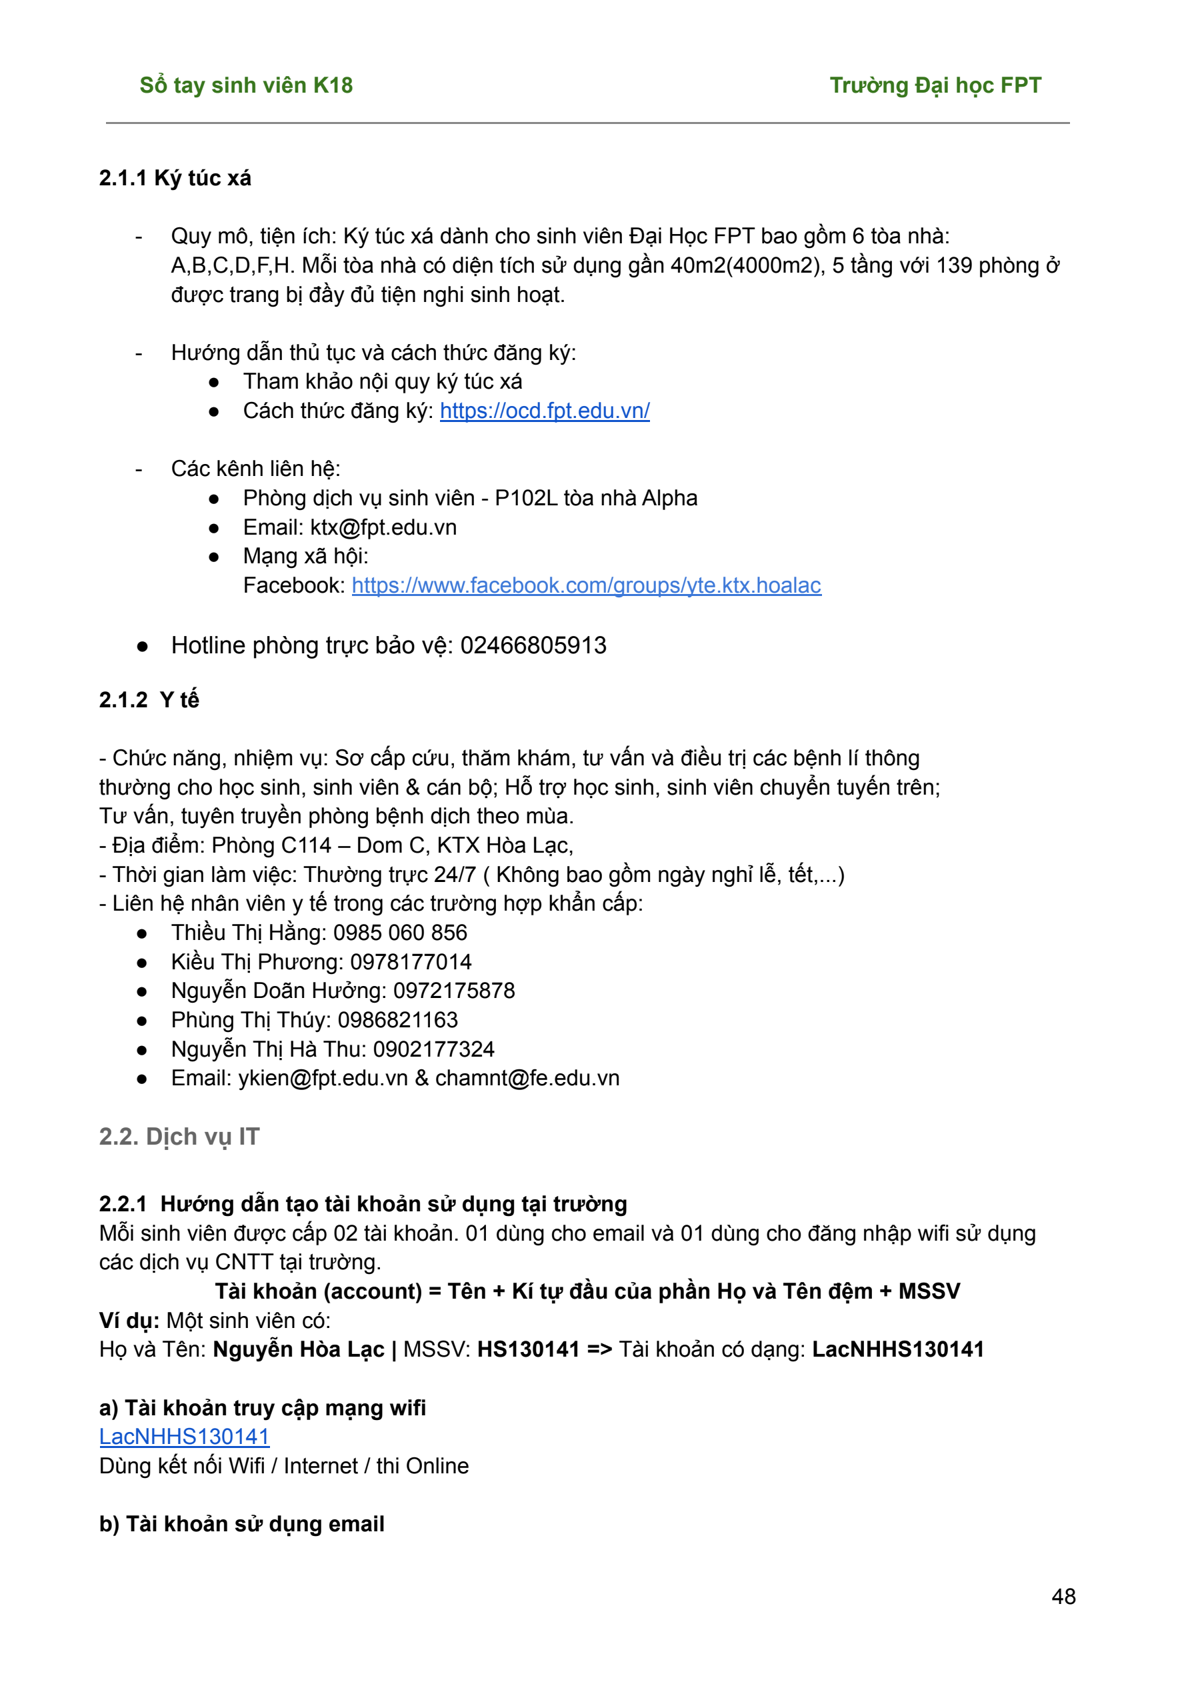 Sổ tay sinh viên K18 Trường Đại học FPT
2.1.1 Ký túc xá
- Quy mô, tiện ích: Ký túc xá dành cho sinh viên Đại Học FPT bao gồm 6 tòa nhà:
A,B,C,D,F,H. Mỗi tòa nhà có diện tích sử dụng gần 40m2(4000m2), 5 tầng với 139 phòng ở
được trang bị đầy đủ tiện nghi sinh hoạt.
- Hướng dẫn thủ tục và cách thức đăng ký:
● Tham khảo nội quy ký túc xá
● Cách thức đăng ký: https://ocd.fpt.edu.vn/
- Các kênh liên hệ:
● Phòng dịch vụ sinh viên - P102L tòa nhà Alpha
● Email: ktx@fpt.edu.vn
● Mạng xã hội:
Facebook: https://www.facebook.com/groups/yte.ktx.hoalac
● Hotline phòng trực bảo vệ: 02466805913
2.1.2 Y tế
- Chức năng, nhiệm vụ: Sơ cấp cứu, thăm khám, tư vấn và điều trị các bệnh lí thông
thường cho học sinh, sinh viên & cán bộ; Hỗ trợ học sinh, sinh viên chuyển tuyến trên;
Tư vấn, tuyên truyền phòng bệnh dịch theo mùa.
- Địa điểm: Phòng C114 – Dom C, KTX Hòa Lạc,
- Thời gian làm việc: Thường trực 24/7 ( Không bao gồm ngày nghỉ lễ, tết,...)
- Liên hệ nhân viên y tế trong các trường hợp khẩn cấp:
● Thiều Thị Hằng: 0985 060 856
● Kiều Thị Phương: 0978177014
● Nguyễn Doãn Hưởng: 0972175878
● Phùng Thị Thúy: 0986821163
● Nguyễn Thị Hà Thu: 0902177324
● Email: ykien@fpt.edu.vn & chamnt@fe.edu.vn
2.2. Dịch vụ IT
2.2.1 Hướng dẫn tạo tài khoản sử dụng tại trường
Mỗi sinh viên được cấp 02 tài khoản. 01 dùng cho email và 01 dùng cho đăng nhập wifi sử dụng
các dịch vụ CNTT tại trường.
Tài khoản (account) = Tên + Kí tự đầu của phần Họ và Tên đệm + MSSV
Ví dụ: Một sinh viên có:
Họ và Tên: Nguyễn Hòa Lạc | MSSV: HS130141 => Tài khoản có dạng: LacNHHS130141
a) Tài khoản truy cập mạng wifi
LacNHHS130141
Dùng kết nối Wifi / Internet / thi Online
b) Tài khoản sử dụng email
48